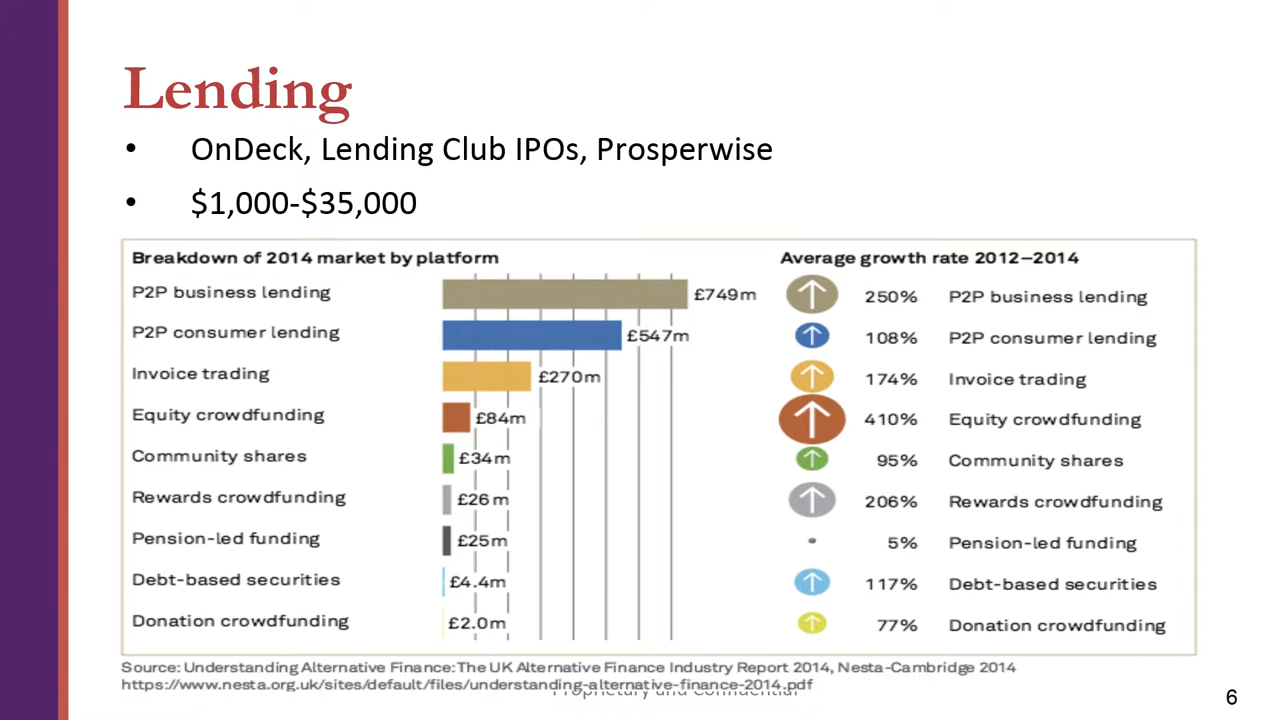 Lending
• OnDeck, Lending Club IPOs, Prosperwise
• $1,000-$35,000
Breakdown of 2014 market by platform
P2P business lending £749m
P2P consumer lending £547m
Invoice trading £270m
Equity crowdfunding £84m
Community shares £34m
Rewards crowdfunding £26m
Pension-led funding £25m
Debt-based securities £4.4m
Donation crowdfunding £2.0m
Average growth rate 2012–2014
250% P2P business lending
108% P2P consumer lending
174% Invoice trading
410% Equity crowdfunding
95% Community shares
206% Rewards crowdfunding
5% Pension-led funding
117% Debt-based securities
77% Donation crowdfunding
Source: Understanding Alternative Finance: The UK Alternative Finance Industry Report 2014, Nesta-Cambridge 2014
https://www.nesta.org.uk/sites/default/files/understanding-alternative-finance-2014.pdf
Proprietary and Confidential
6